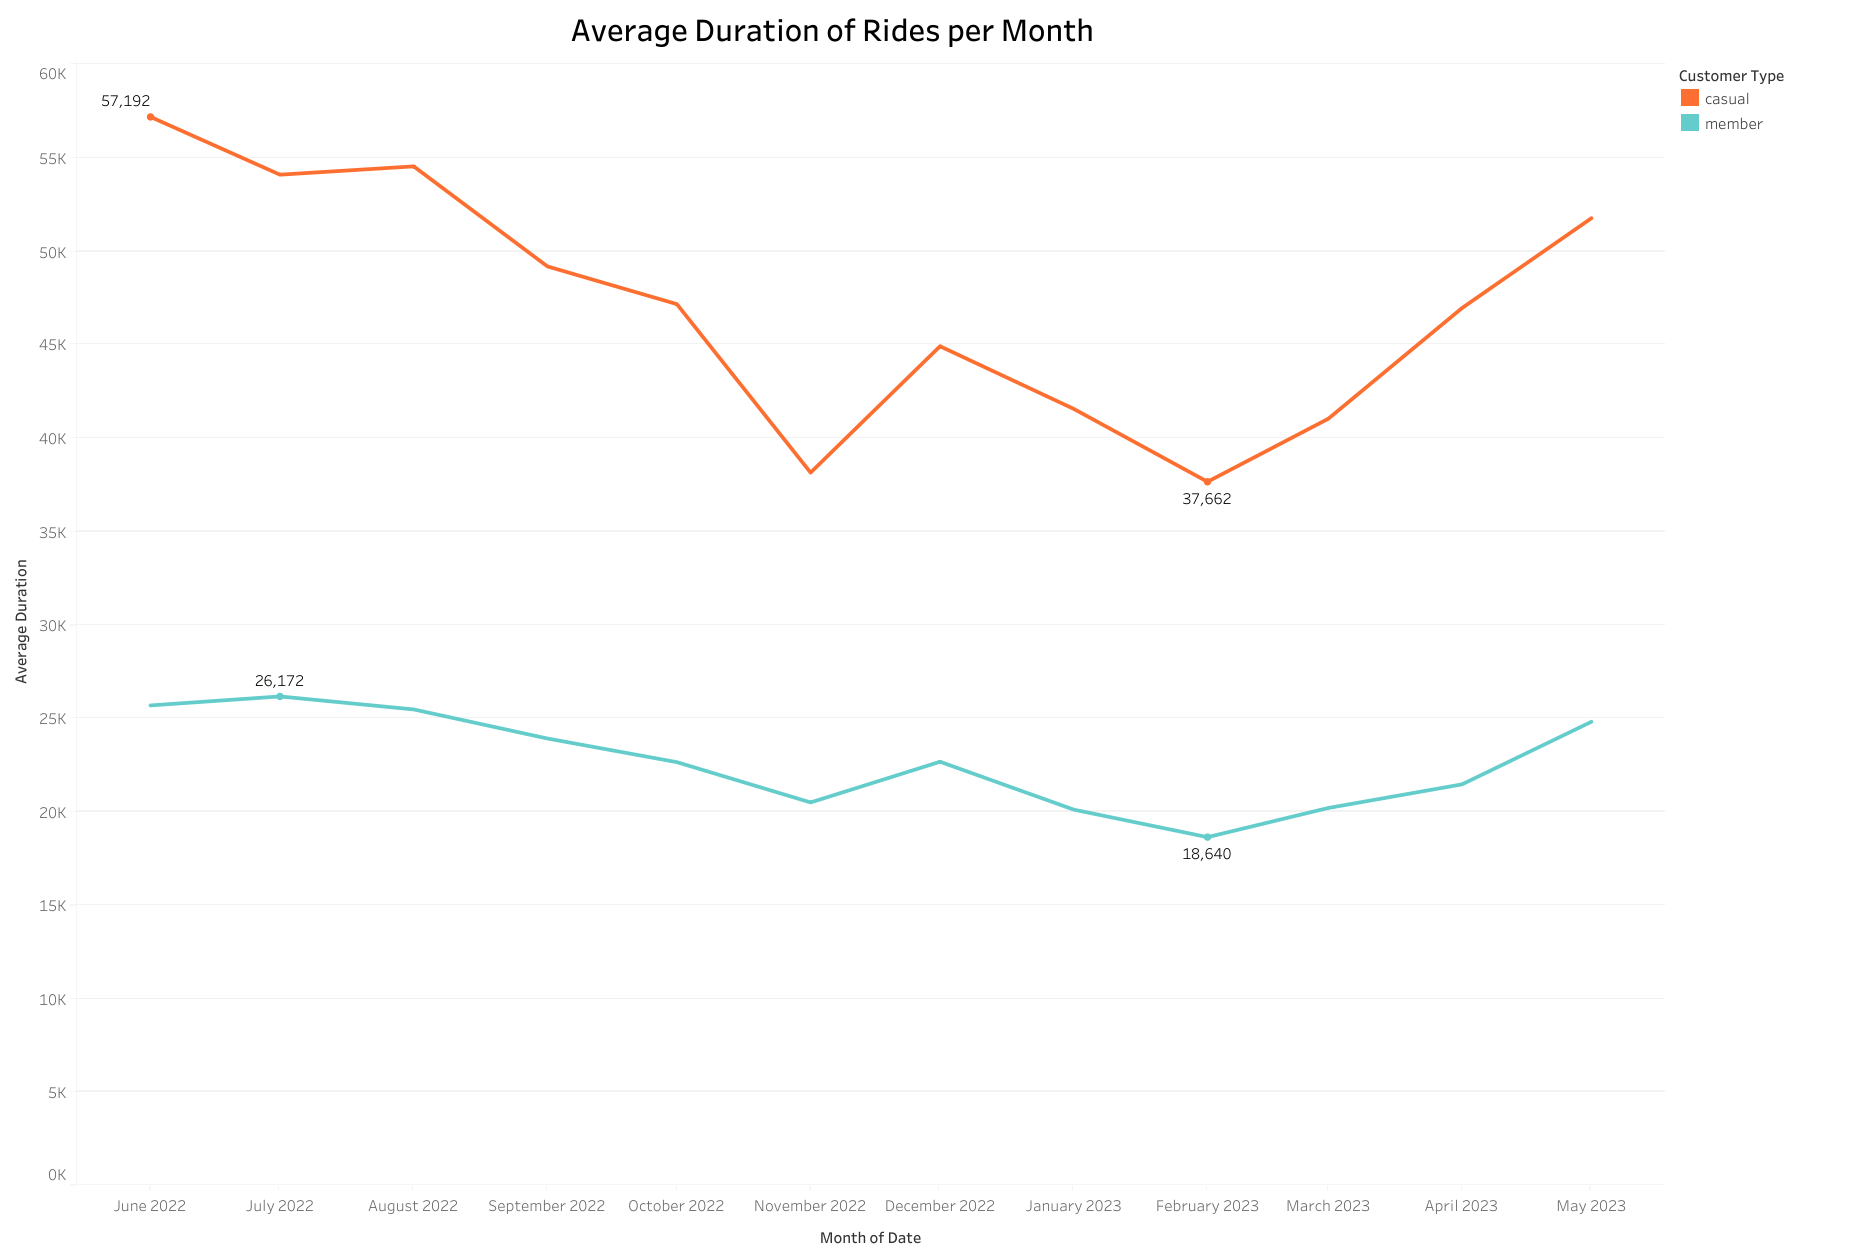 Average Duration of Rides per Month
Customer Type
casual
member
60K
55K
50K
45K
40K
35K
30K
25K
20K
15K
10K
5K
0K
Average Duration
57,192
37,662
26,172
18,640
June 2022
July 2022
August 2022
September 2022
October 2022
November 2022
December 2022
January 2023
February 2023
March 2023
April 2023
May 2023
Month of Date